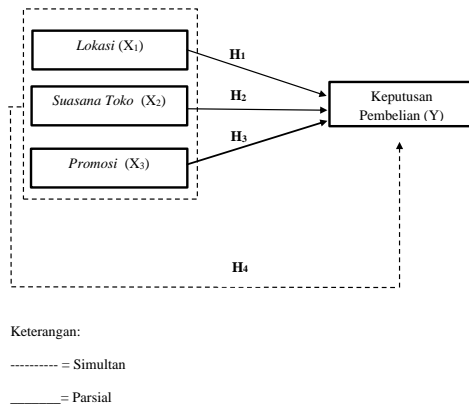 Lokasi (X1)
H1
Suasana Toko (X2)
H2
Keputusan
Pembelian (Y)
H3
Promosi (X3)
H4
Keterangan:
---------- = Simultan
_______= Parsial